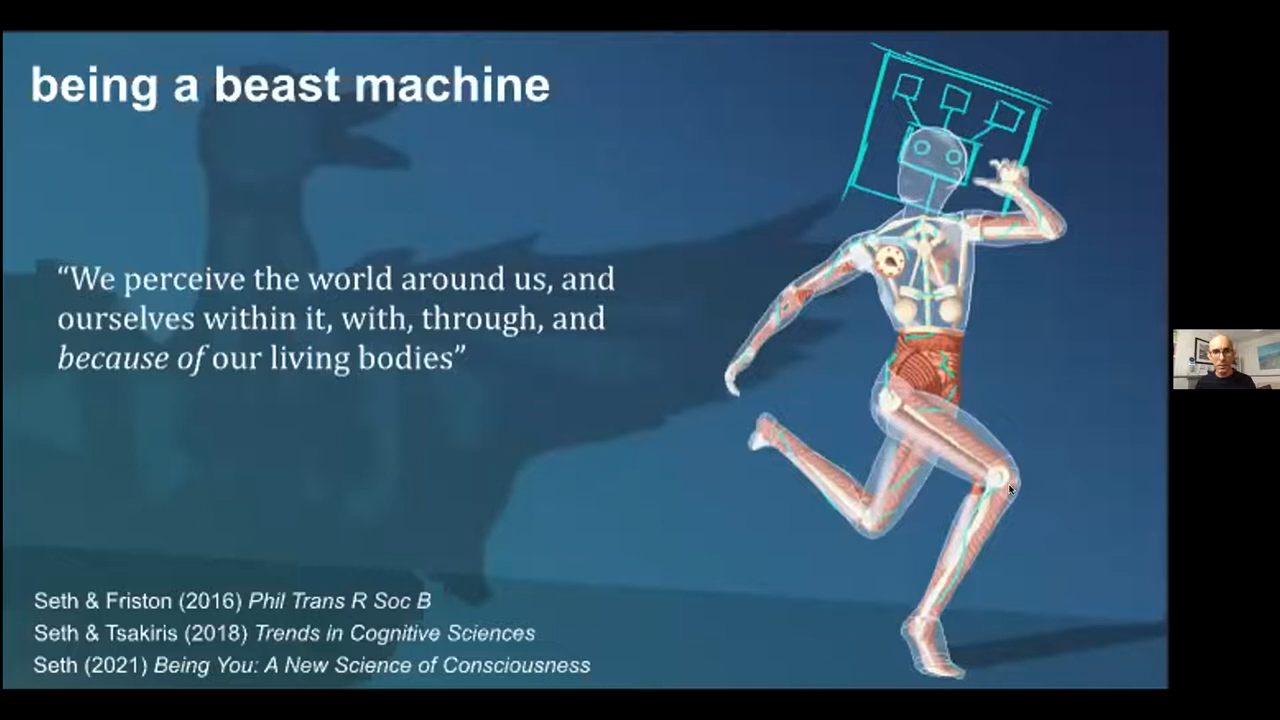 being a beast machine
“We perceive the world around us, and
ourselves within it, with, through, and
because of our living bodies”
Seth & Friston (2016) Phil Trans R Soc B
Seth & Tsakiris (2018) Trends in Cognitive Sciences
Seth (2021) Being You: A New Science of Consciousness